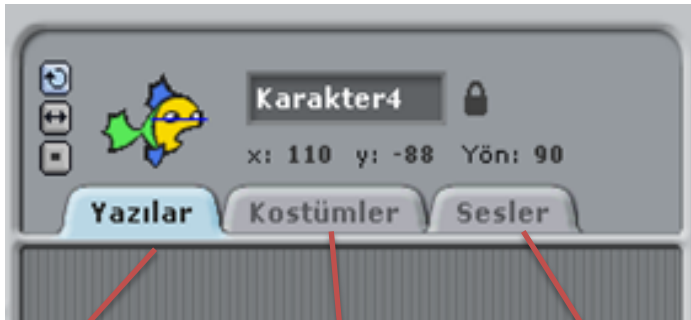 Karakter4
x: 110 y: -88 Yön: 90
Yazılar Kostümler Sesler